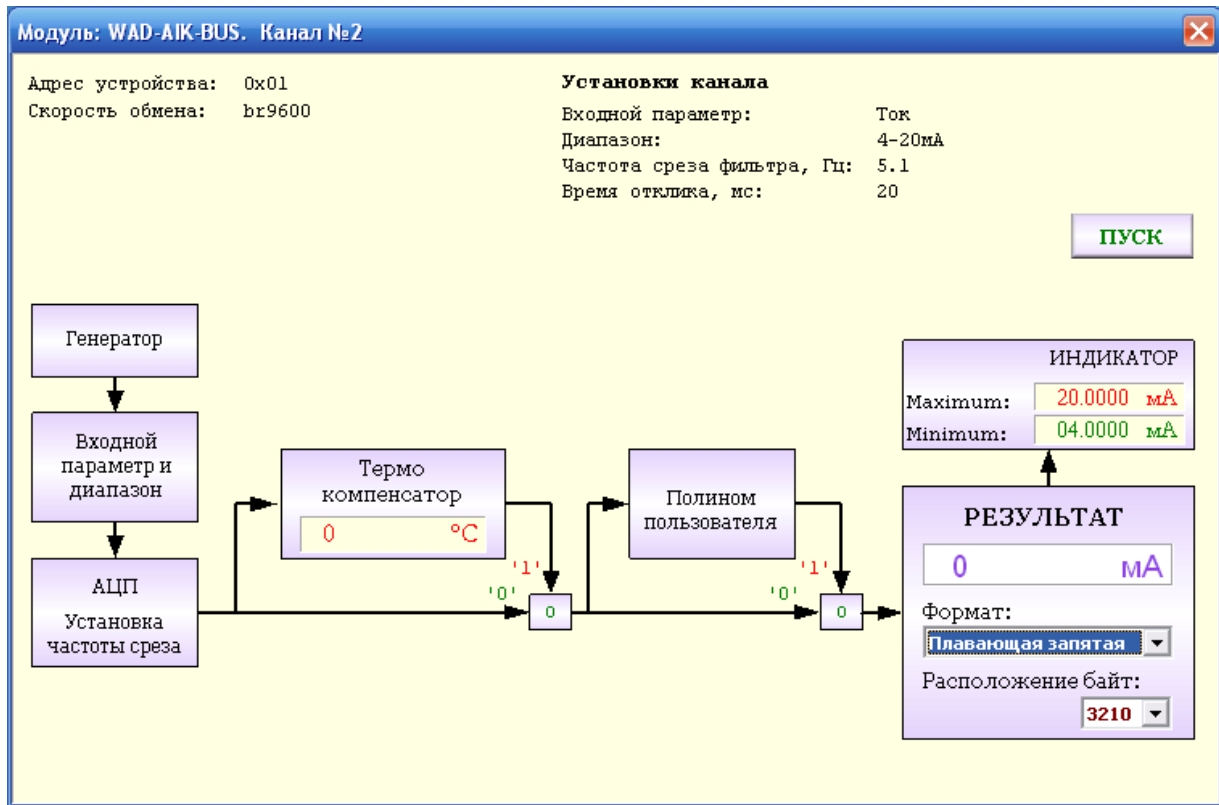 Модуль: WAD-AIK-BUS. Канал №2
Адрес устройства: 0x01
Скорость обмена: br9600
Установки канала
Входной параметр: Ток
Диапазон: 4-20мА
Частота среза фильтра, Гц: 5.1
Время отклика, мс: 20
ПУСК
Генератор
Входной
параметр и
диапазон
АЦП
Установка
частоты среза
Термо
компенсатор
0 °C
'1'
'0'
0
Полином
пользователя
'1'
'0'
0
ИНДИКАТОР
Maximum: 20.0000 мА
Minimum: 04.0000 мА
РЕЗУЛЬТАТ
0 мА
Формат:
Плавающая запятая
Расположение байт:
3210